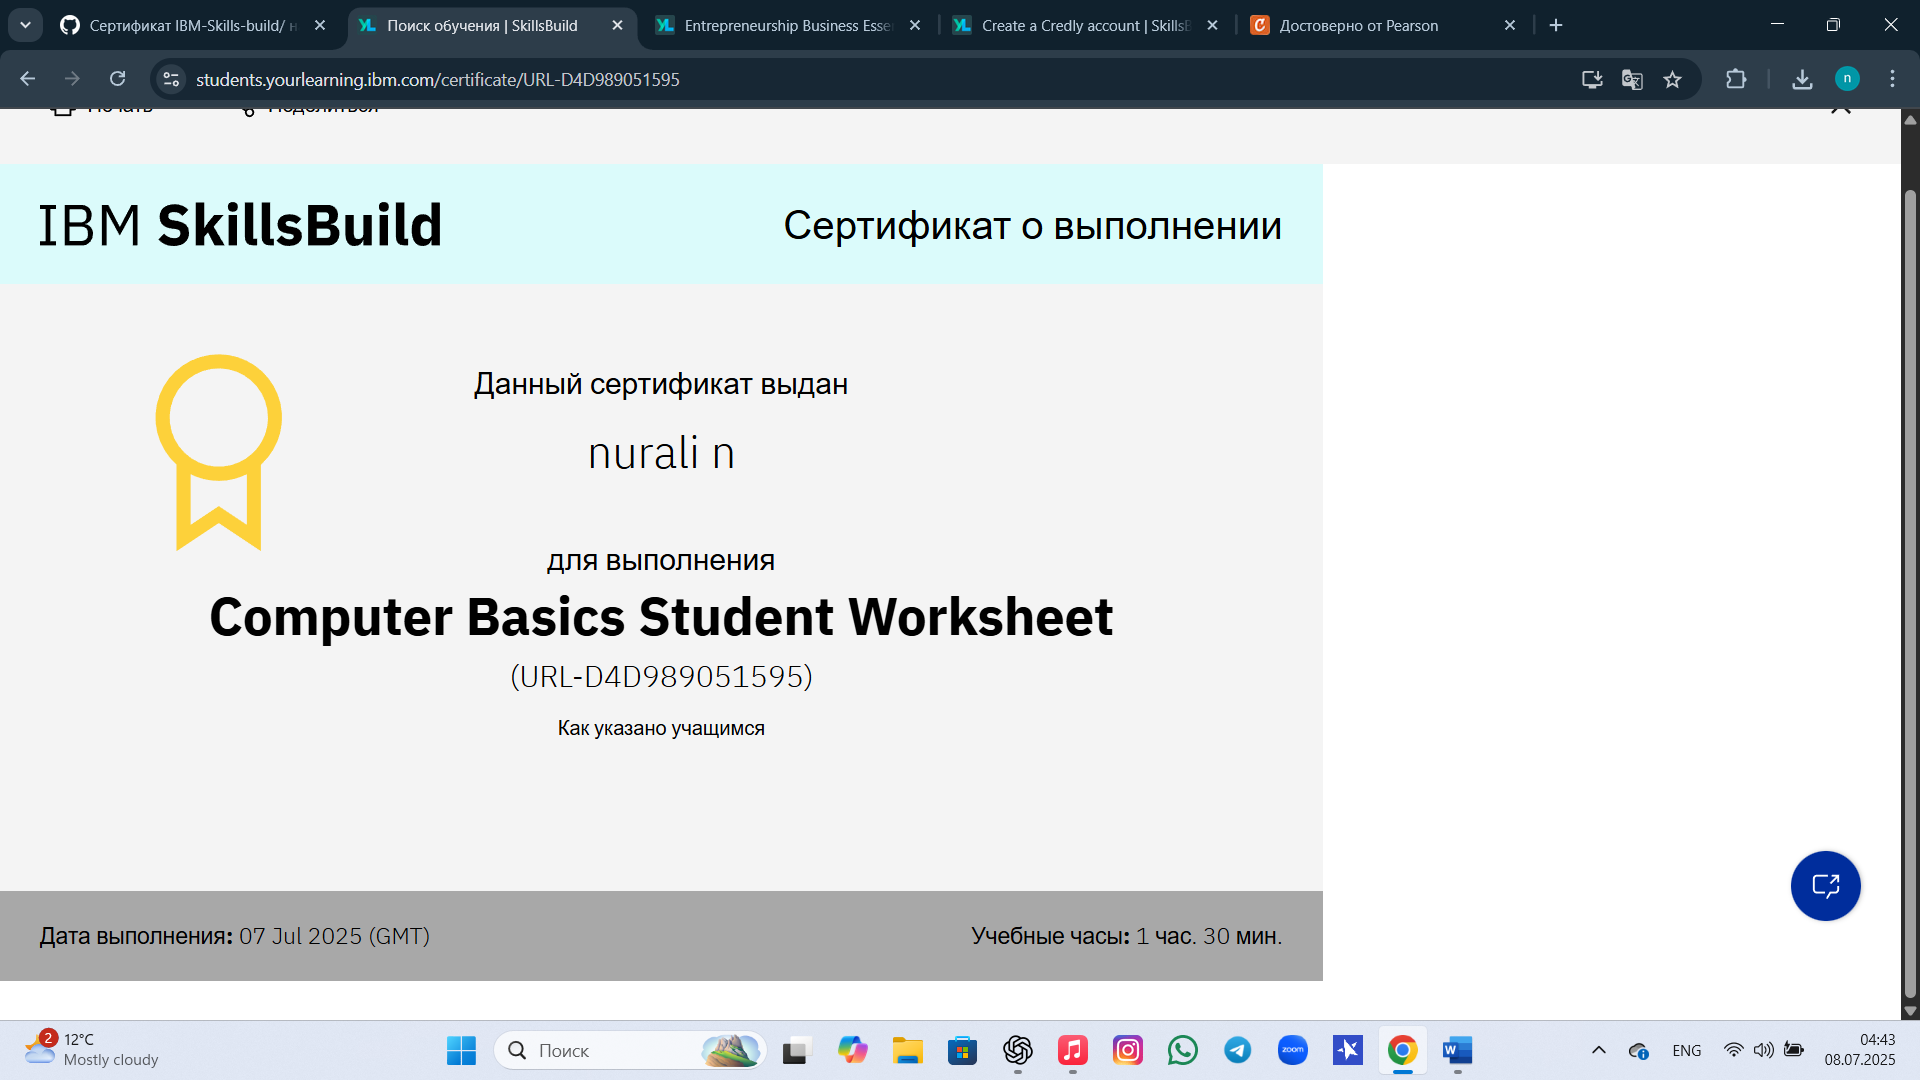 Сертификат IBM-Skills-build/ н
Поиск обучения | SkillsBuild
Entrepreneurship Business Esse
Create a Credly account | SkillsB
Достоверно от Pearson
students.yourlearning.ibm.com/certificate/URL-D4D989051595
n
Печать
Поделиться
IBM SkillsBuild
Сертификат о выполнении
Данный сертификат выдан
nurali n
для выполнения
Computer Basics Student Worksheet
(URL-D4D989051595)
Как указано учащимся
Дата выполнения: 07 Jul 2025 (GMT)
Учебные часы: 1 час. 30 мин.
2
12°C
Mostly cloudy
Поиск
zoom
W
ENG
04:43
08.07.2025